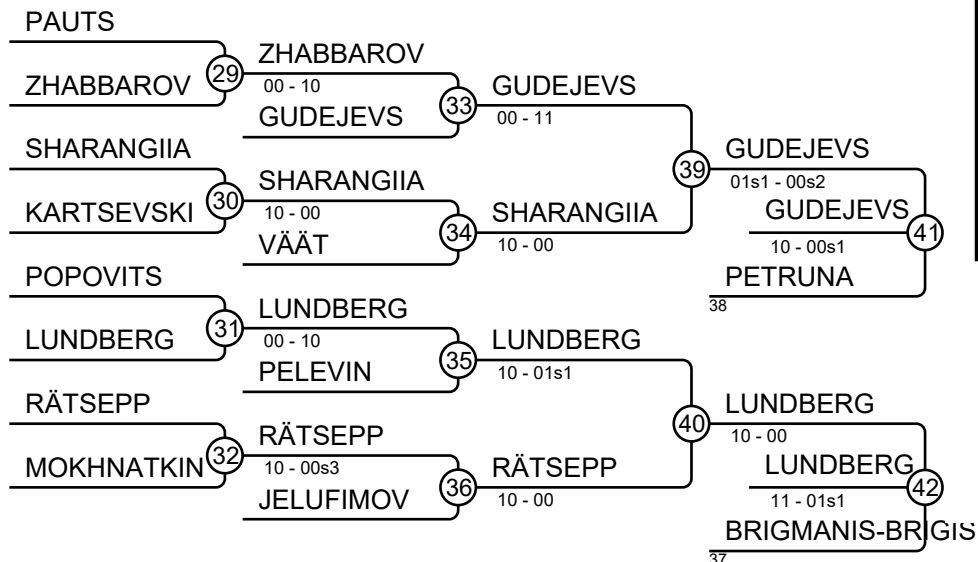 PAUTS
ZHABBAROV
29
ZHABBAROV
00 - 10
GUDEJEVS
33
GUDEJEVS
00 - 11
SHARANGIIA
KARTSEVSKI
30
SHARANGIIA
10 - 00
VÄÄT
34
SHARANGIIA
10 - 00
39
GUDEJEVS
01s1 - 00s2
GUDEJEVS
10 - 00s1
41
PETRUNA
38
POPOVITS
LUNDBERG
31
LUNDBERG
00 - 10
PELEVIN
35
LUNDBERG
10 - 01s1
RÄTSEPP
MOKHNATKIN
32
RÄTSEPP
10 - 00s3
JELUFIMOV
36
RÄTSEPP
10 - 00
40
LUNDBERG
10 - 00
LUNDBERG
11 - 01s1
42
BRIGMANIS-BRIGIS
37